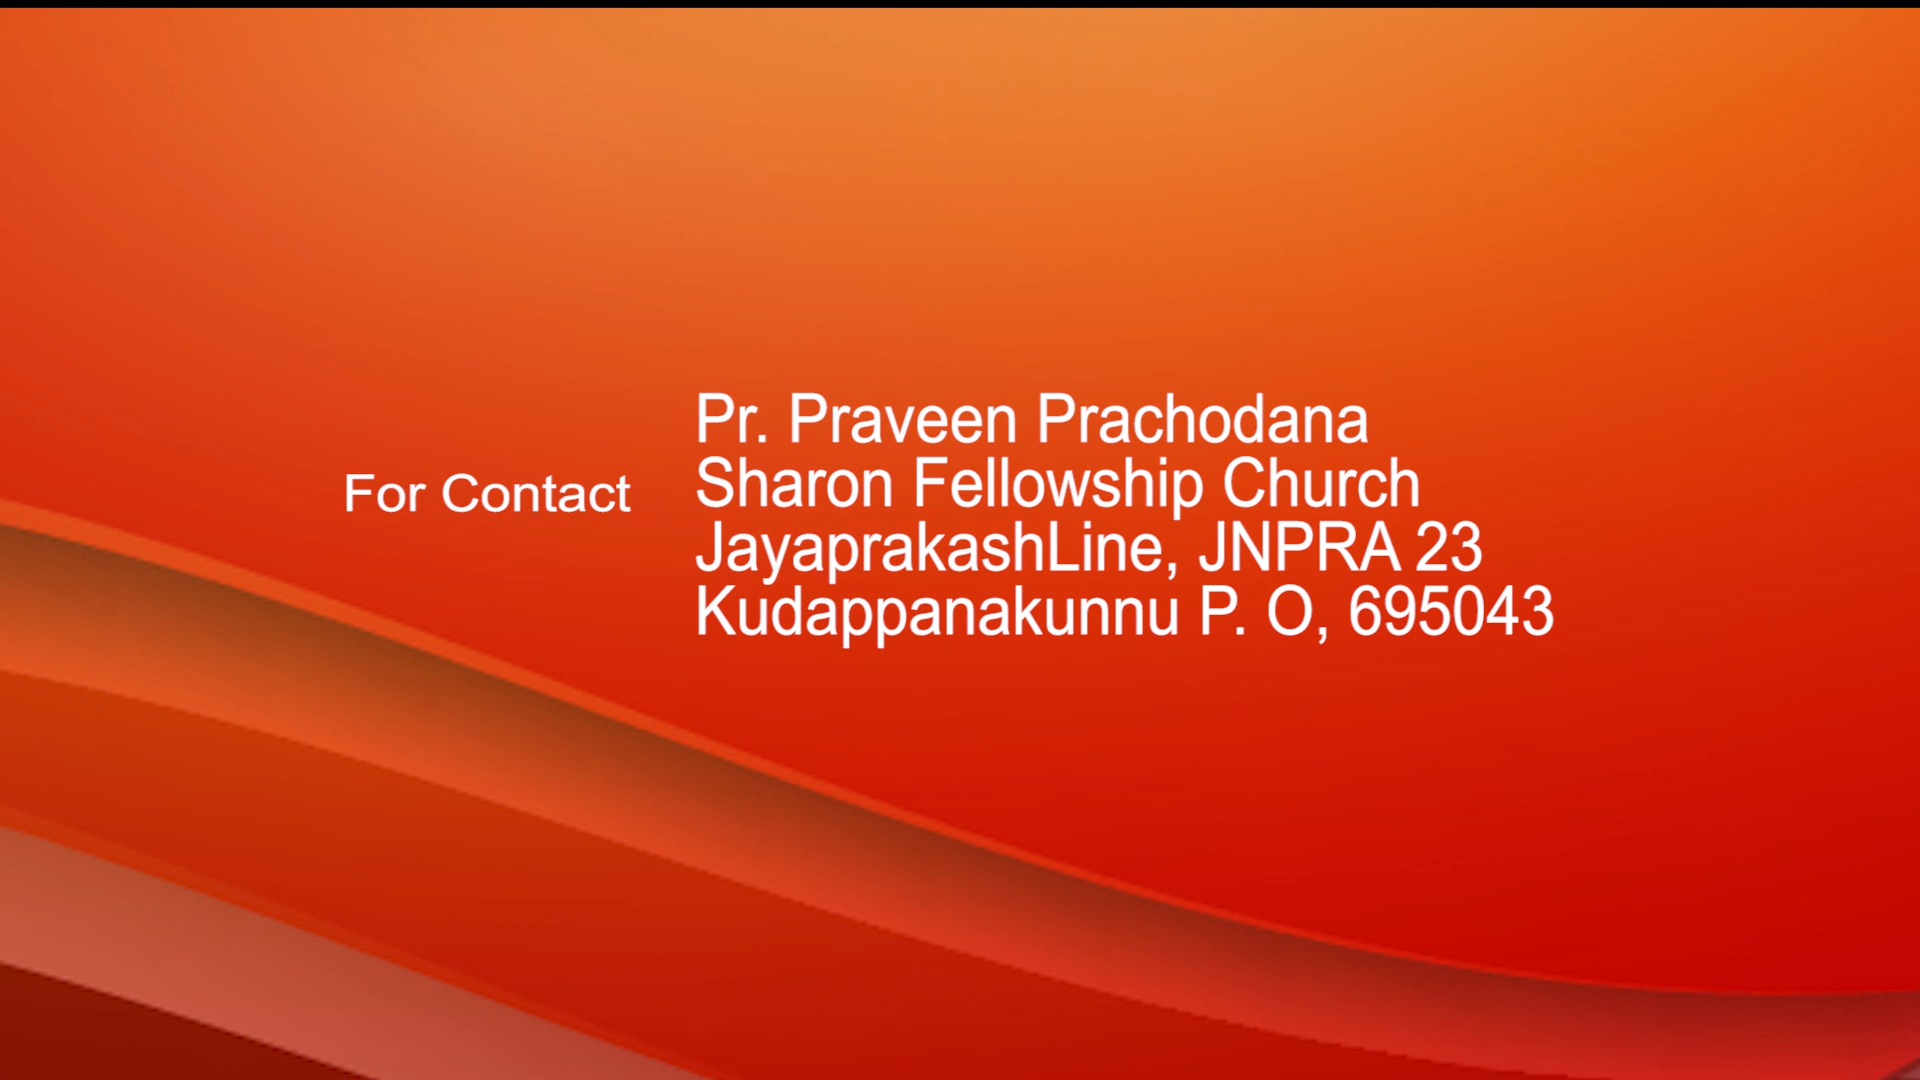 For Contact
Pr. Praveen Prachodana
Sharon Fellowship Church
JayaprakashLine, JNPRA 23
Kudappanakunnu P. O, 695043